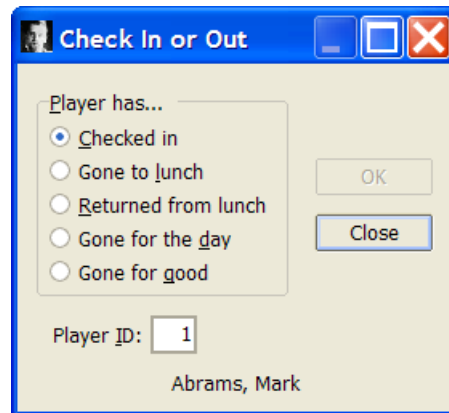 Check In or Out
Player has...
Checked in
Gone to lunch
Returned from lunch
Gone for the day
Gone for good
OK
Close
Player ID: 1
Abrams, Mark